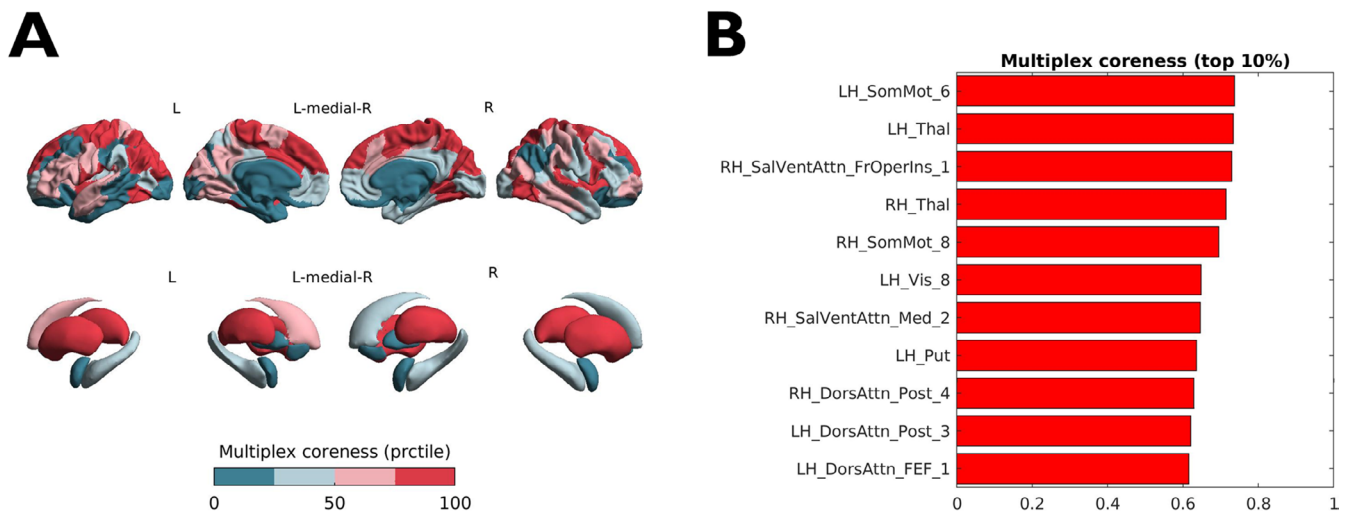 A
L
L-medial-R
R
L
L-medial-R
R
Multiplex coreness (prctile)
0
50
100
B
Multiplex coreness (top 10%)
LH_SomMot_6
LH_Thal
RH_SalVentAttn_FrOperIns_1
RH_Thal
RH_SomMot_8
LH_Vis_8
RH_SalVentAttn_Med_2
LH_Put
RH_DorsAttn_Post_4
LH_DorsAttn_Post_3
LH_DorsAttn_FEF_1
0
0.2
0.4
0.6
0.8
1